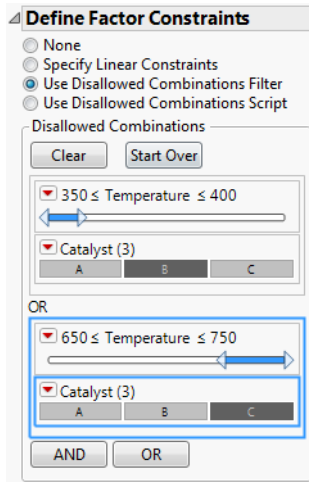 Define Factor Constraints
None
Specify Linear Constraints
Use Disallowed Combinations Filter
Use Disallowed Combinations Script
Disallowed Combinations
Clear Start Over
350 ≤ Temperature ≤ 400
Catalyst (3)
A B C
OR
650 ≤ Temperature ≤ 750
Catalyst (3)
A B C
AND OR